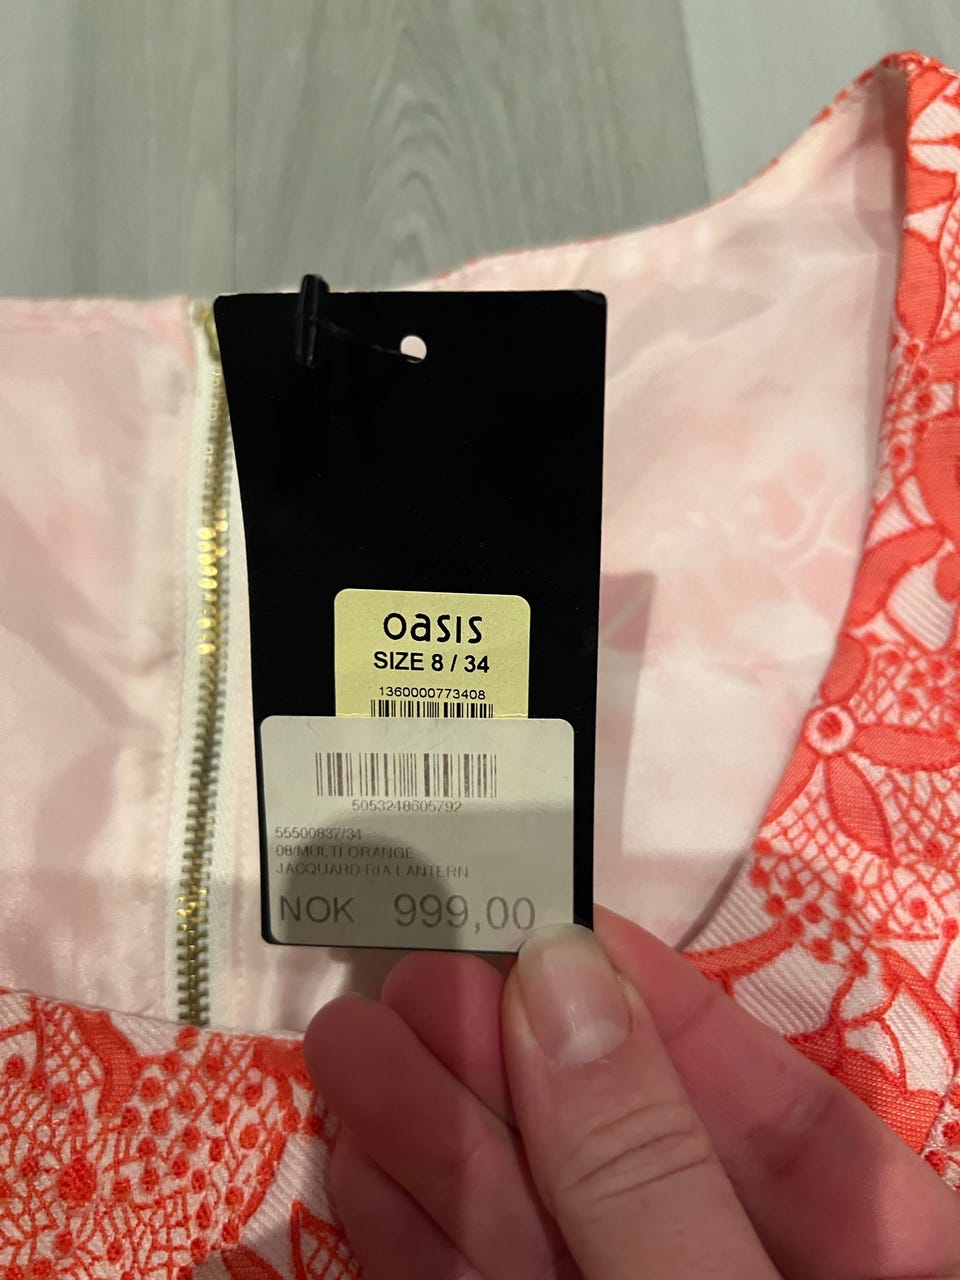 oasis
SIZE 8 / 34
1360000773408
5053248605792
55500837/34
08/MULTI ORANGE
JACQUARD RIA LANTERN
NOK 999,00